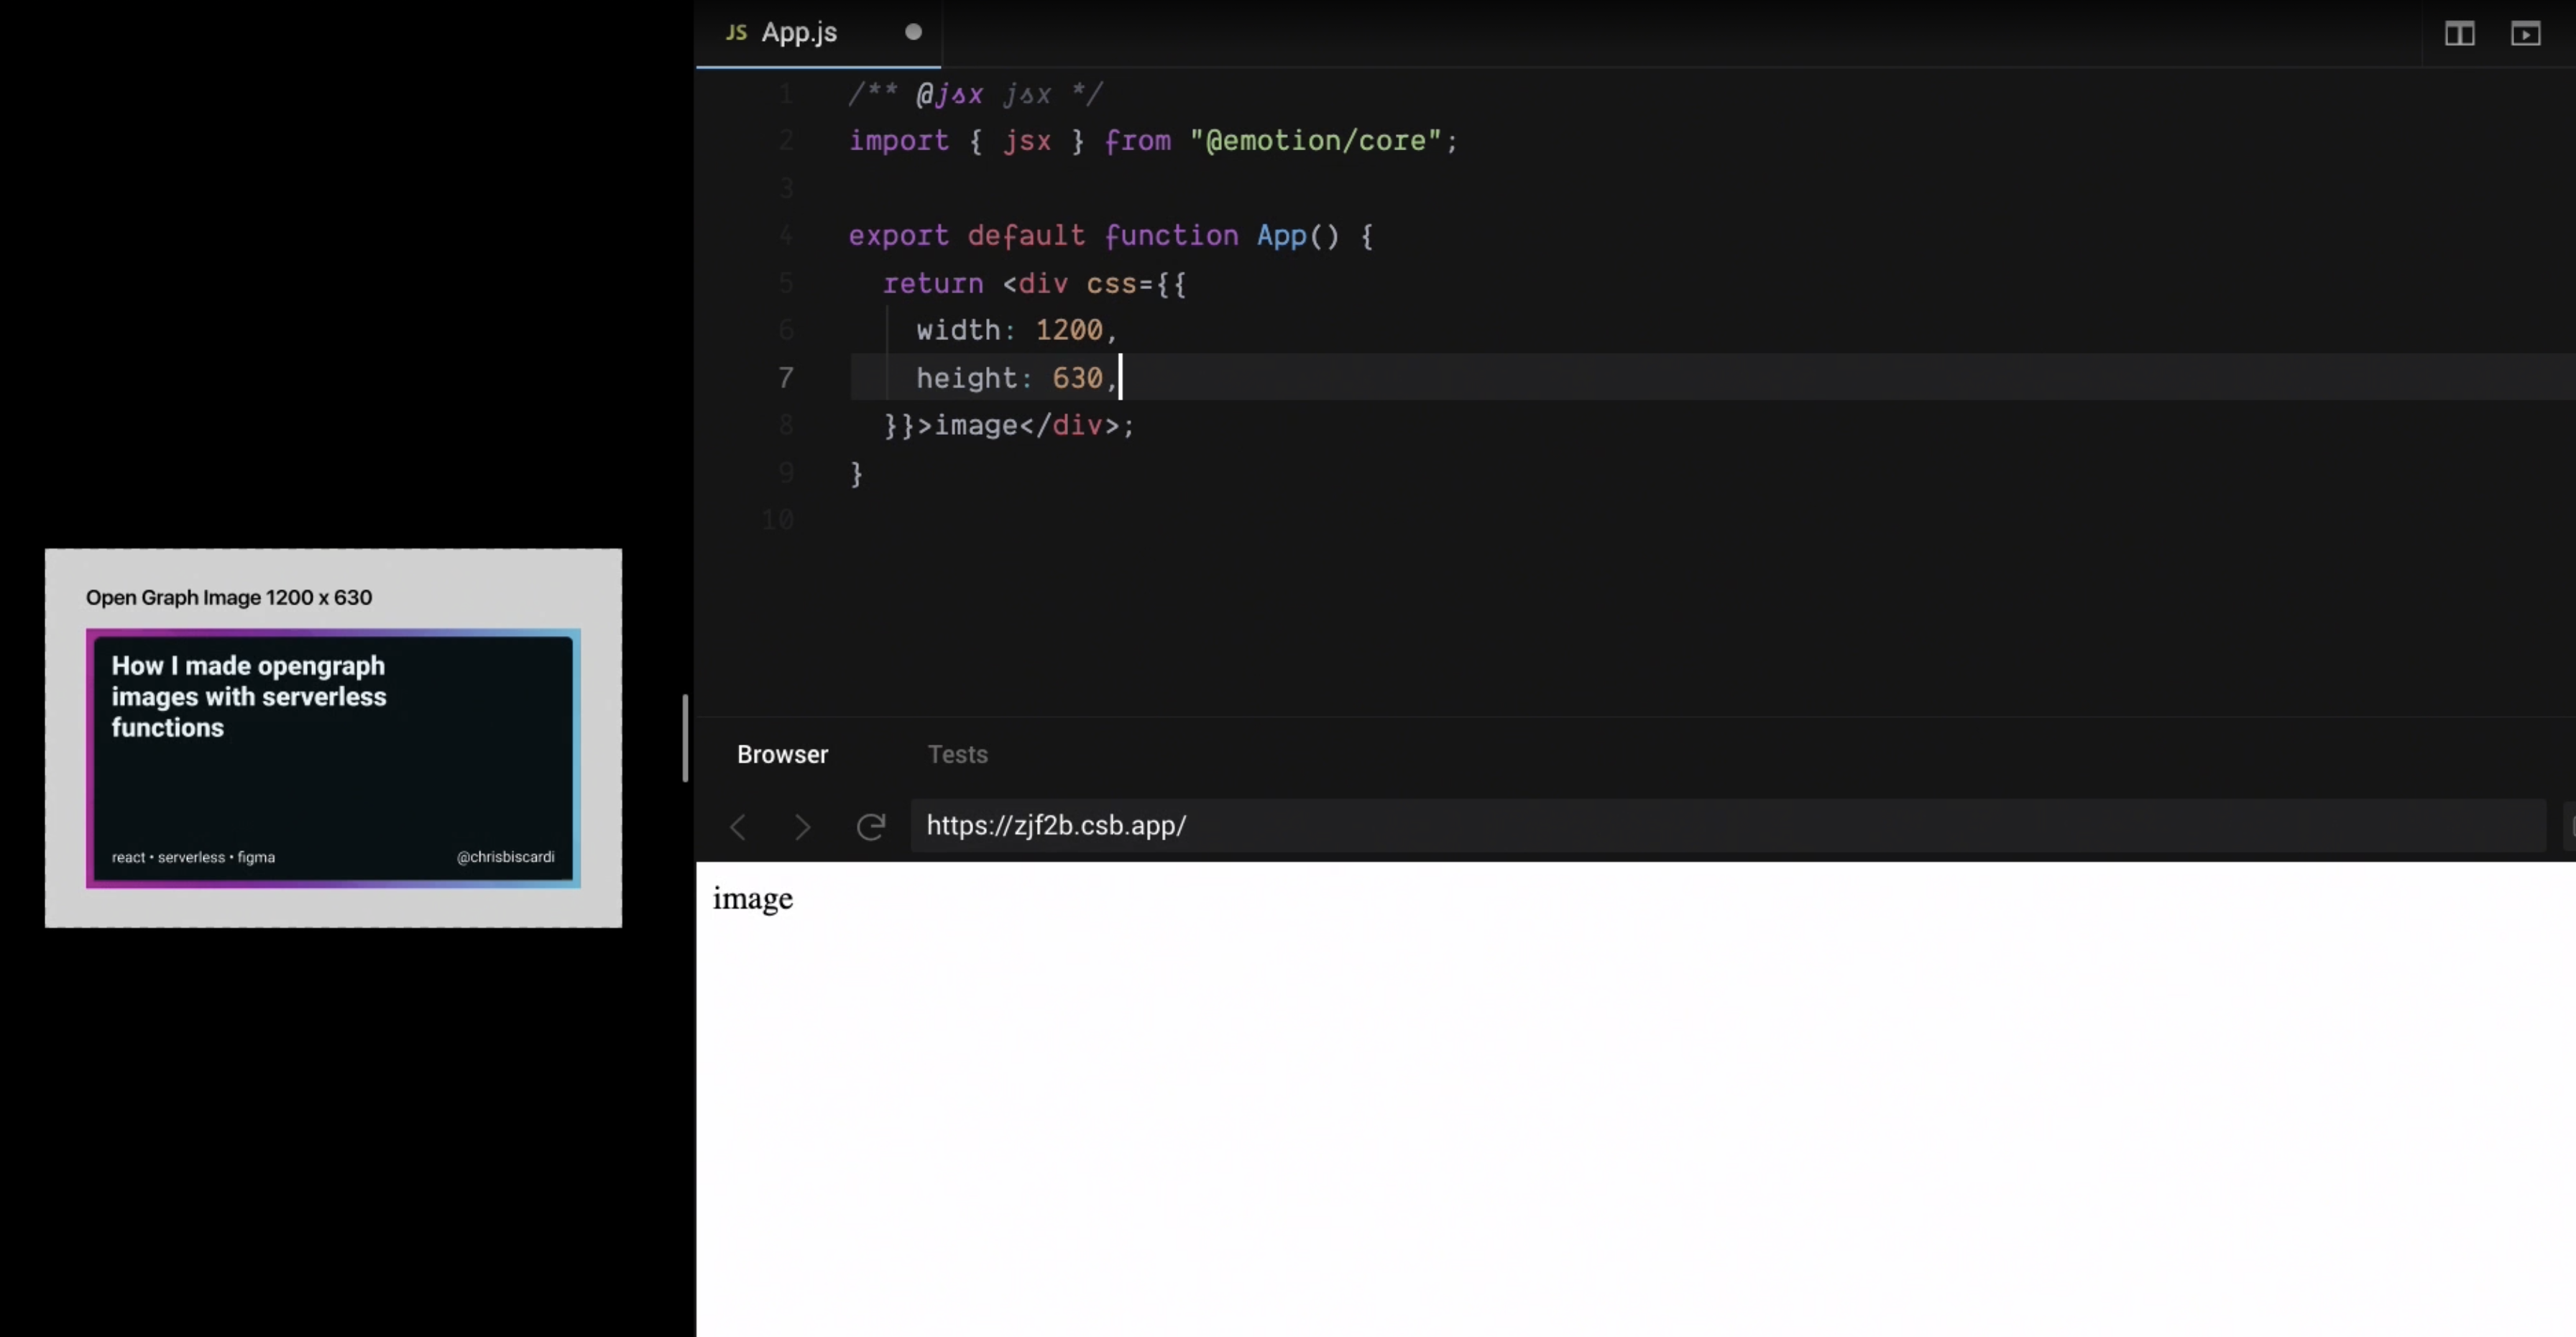 Open Graph Image 1200 x 630
How I made opengraph
images with serverless
functions
react • serverless • figma
@chrisbiscardi
JS App.js
1 /** @jsx jsx */
2 import { jsx } from "@emotion/core";
3
4 export default function App() {
5 return <div css={{
6 width: 1200,
7 height: 630,
8 }}>image</div>;
9 }
10
Browser Tests
https://zjf2b.csb.app/
image